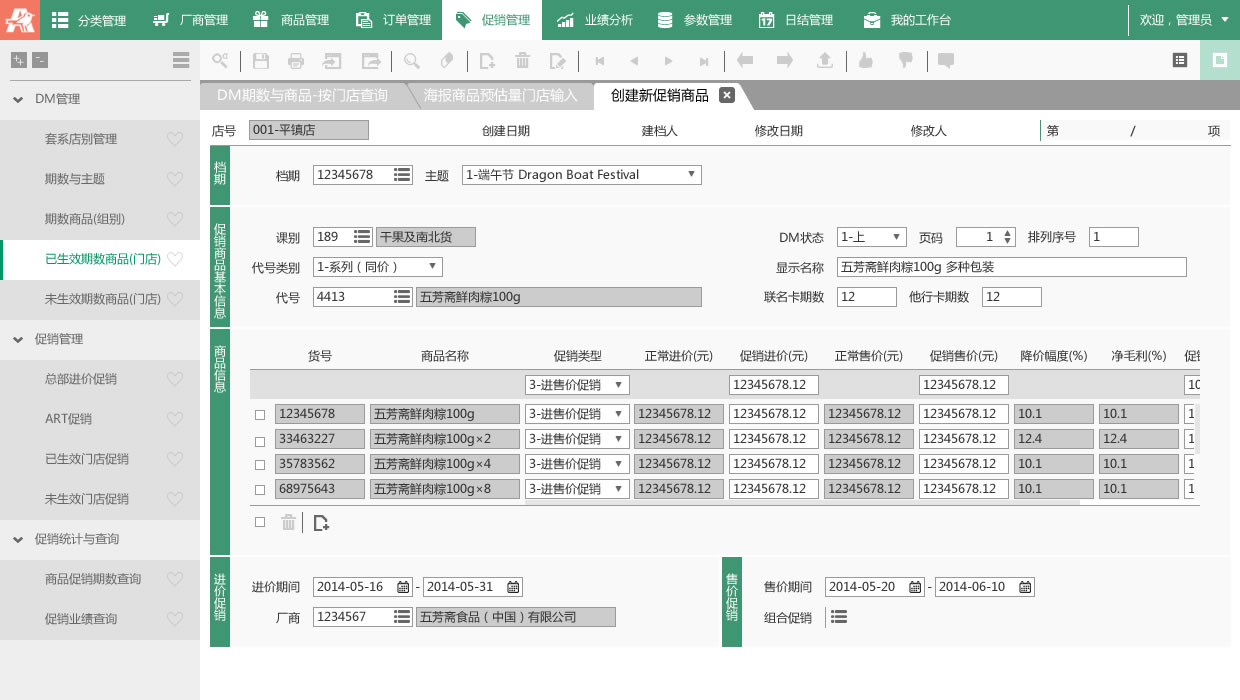 分类管理 厂商管理 商品管理 订单管理 促销管理 业绩分析 参数管理 日结管理 我的工作台 欢迎，管理员
DM管理
套系店别管理
期数与主题
期数商品(组别)
已生效期数商品(门店)
未生效期数商品(门店)
促销管理
总部进价促销
ART促销
已生效门店促销
未生效门店促销
促销统计与查询
商品促销期数查询
促销业绩查询
DM期数与商品-按门店查询 海报商品预估量门店输入 创建新促销商品
店号 001-平镇店 创建日期 建档人 修改日期 修改人 第 / 项
档期
档期 12345678 主题 1-端午节 Dragon Boat Festival
促销商品基本信息
课别 189 干果及南北货 DM状态 1-上 页码 1 排列序号 1
代号类别 1-系列（同价） 显示名称 五芳斋鲜肉粽100g 多种包装
代号 4413 五芳斋鲜肉粽100g 联名卡期数 12 他行卡期数 12
商品信息
货号 商品名称 促销类型 正常进价(元) 促销进价(元) 正常售价(元) 促销售价(元) 降价幅度(%) 净毛利(%) 促
3-进售价促销 12345678.12 12345678.12 10
12345678 五芳斋鲜肉粽100g 3-进售价促销 12345678.12 12345678.12 12345678.12 12345678.12 10.1 10.1 1
33463227 五芳斋鲜肉粽100g×2 3-进售价促销 12345678.12 12345678.12 12345678.12 12345678.12 12.4 12.4 1
35783562 五芳斋鲜肉粽100g×4 3-进售价促销 12345678.12 12345678.12 12345678.12 12345678.12 10.1 10.1 1
68975643 五芳斋鲜肉粽100g×8 3-进售价促销 12345678.12 12345678.12 12345678.12 12345678.12 10.1 10.1 1
进价促销
进价期间 2014-05-16 - 2014-05-31
厂商 1234567 五芳斋食品（中国）有限公司
售价促销
售价期间 2014-05-20 - 2014-06-10
组合促销